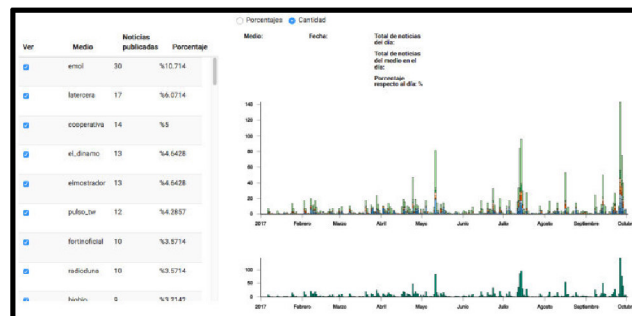 Porcentajes Cantidad
Ver Medio Noticias publicadas Porcentaje
Medio: Fecha: Total de noticias del día:
Total de noticias del medio en el día:
Porcentaje respecto al día: %
emol 30 %10.714
latercera 17 %6.0714
cooperativa 14 %5
el_dinamo 13 %4.6428
elmostrador 13 %4.6428
pulso_tw 12 %4.2857
fortinoficial 10 %3.5714
radioduna 10 %3.5714
biobio 9 %3.2142
140
120
100
80
60
40
20
0
2017 Febrero Marzo Abril Mayo Junio Julio Agosto Septiembre Octubre
100
50
0
2017 Febrero Marzo Abril Mayo Junio Julio Agosto Septiembre Octubre